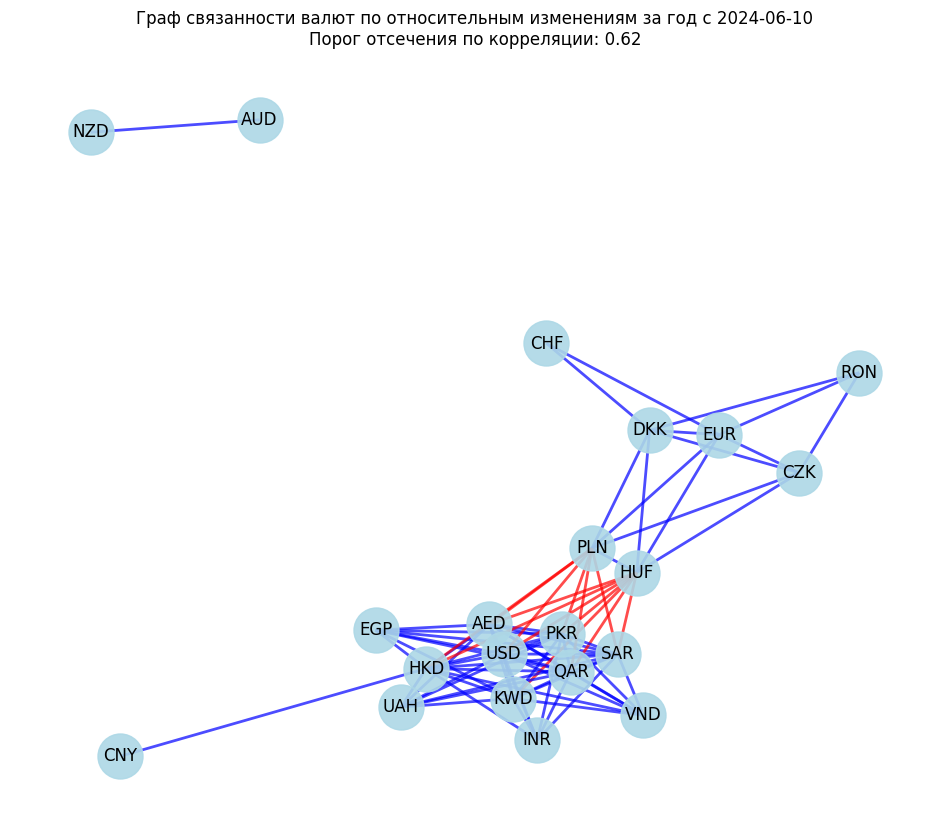 Граф связанности валют по относительным изменениям за год с 2024-06-10
Порог отсечения по корреляции: 0.62
AUD
NZD
CHF
RON
DKK
EUR
CZK
PLN
HUF
AED
EGP
PKR
USD
SAR
HKD
QAR
KWD
UAH
VND
INR
CNY